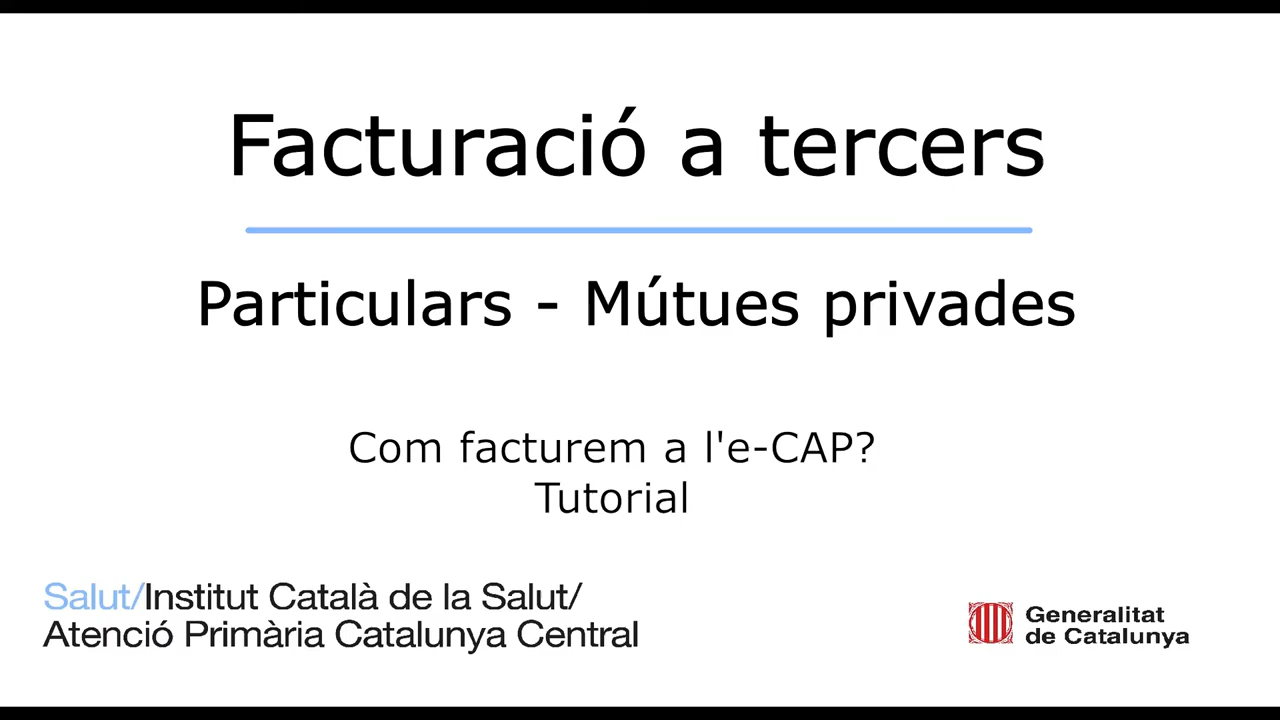 Facturació a tercers
Particulars - Mútues privades
Com facturem a l'e-CAP?
Tutorial
Salut/Institut Català de la Salut/
Atenció Primària Catalunya Central
Generalitat
de Catalunya